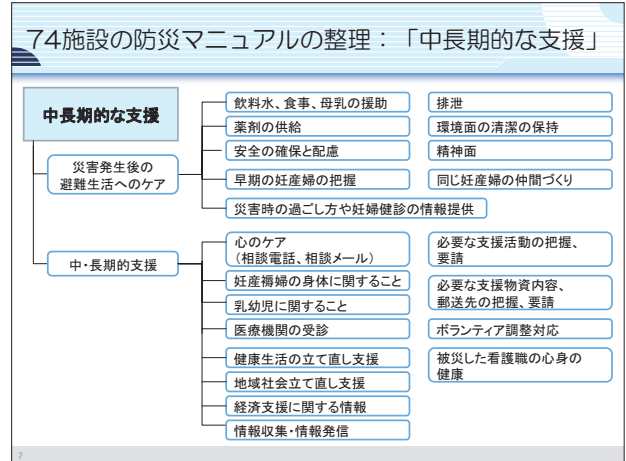 74施設の防災マニュアルの整理：「中長期的な支援」
中長期的な支援
災害発生後の
避難生活へのケア
飲料水、食事、母乳の援助
薬剤の供給
安全の確保と配慮
早期の妊産婦の把握
災害時の過ごし方や妊婦健診の情報提供
排泄
環境面の清潔の保持
精神面
同じ妊産婦の仲間づくり
中・長期的支援
心のケア
（相談電話、相談メール）
妊産褥婦の身体に関すること
乳幼児に関すること
医療機関の受診
健康生活の立て直し支援
地域社会立て直し支援
経済支援に関する情報
情報収集・情報発信
必要な支援活動の把握、
要請
必要な支援物資内容、
郵送先の把握、要請
ボランティア調整対応
被災した看護職の心身の
健康
7